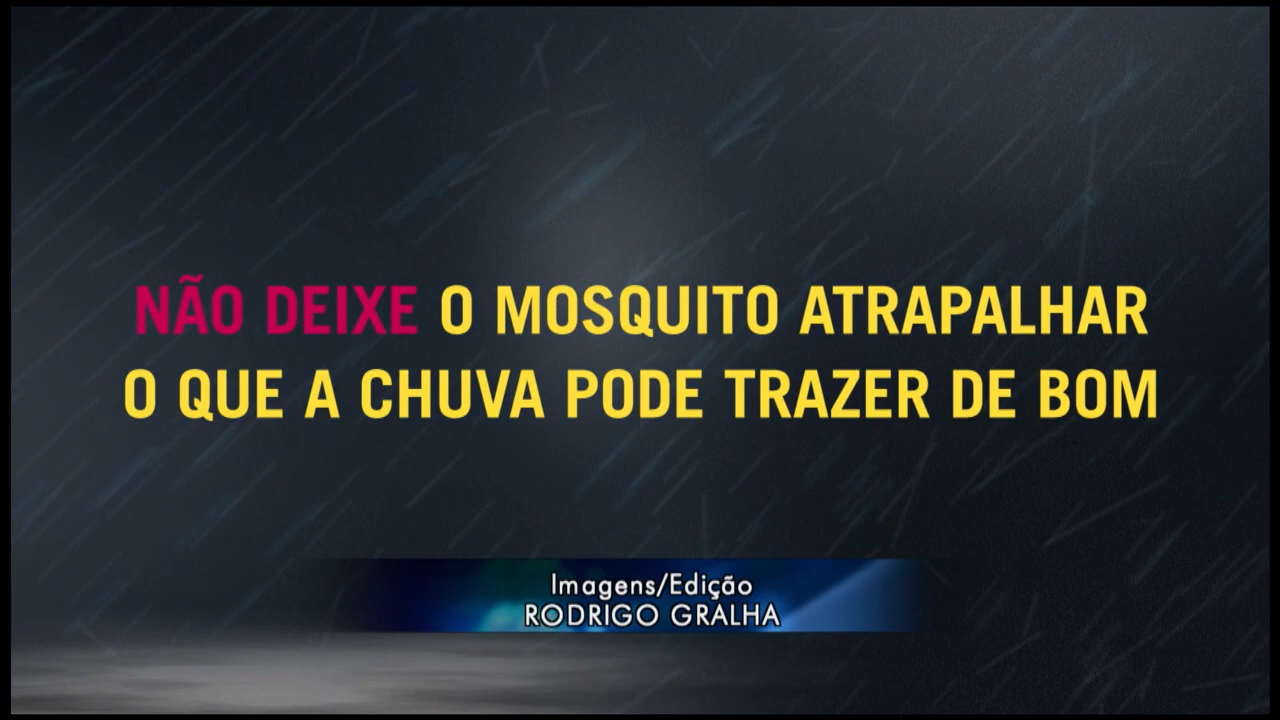 NÃO DEIXE O MOSQUITO ATRAPALHAR
O QUE A CHUVA PODE TRAZER DE BOM
Imagens/Edição
RODRIGO GRALHA